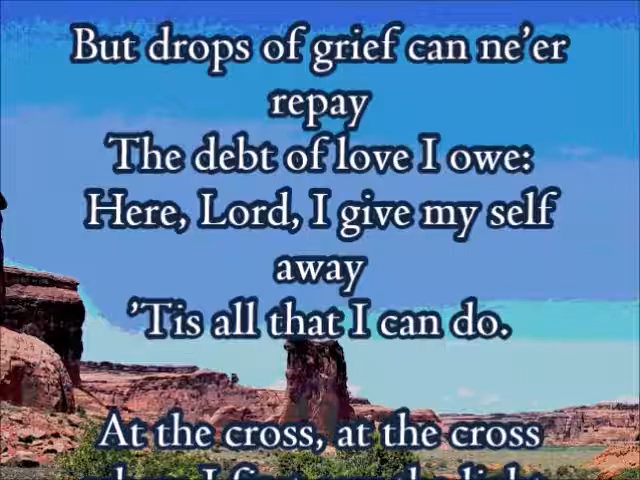 But drops of grief can ne’er
repay
The debt of love I owe:
Here, Lord, I give my self
away
’Tis all that I can do.
At the cross, at the cross